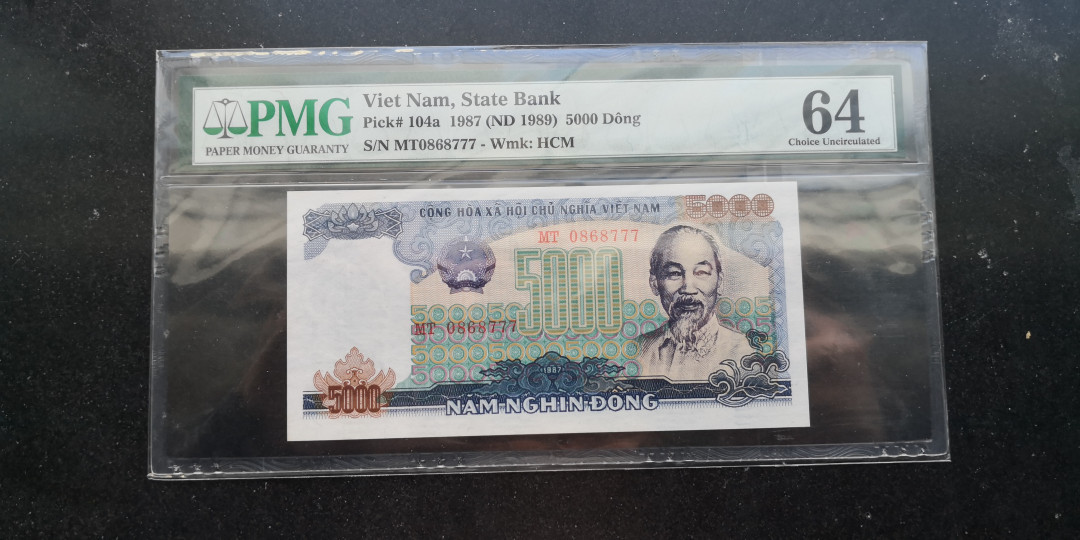 PMG
PAPER MONEY GUARANTY
Viet Nam, State Bank
Pick# 104a 1987 (ND 1989) 5000 Dông
S/N MT0868777 - Wmk: HCM
64
Choice Uncirculated
CỘNG HÒA XÃ HỘI CHỦ NGHĨA VIỆT NAM
5000
MT 0868777
5000
MT 0868777
1987
5000
NĂM NGHÌN ĐỒNG